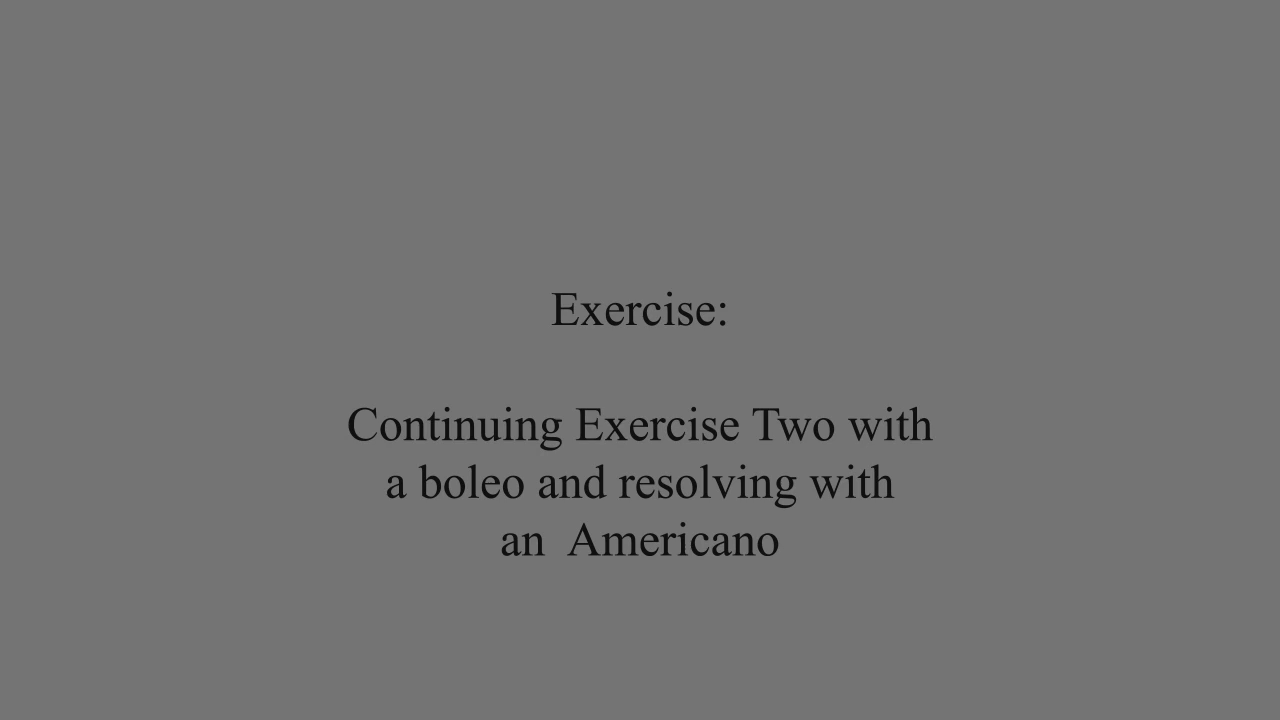 Exercise:
Continuing Exercise Two with
a boleo and resolving with
an  Americano